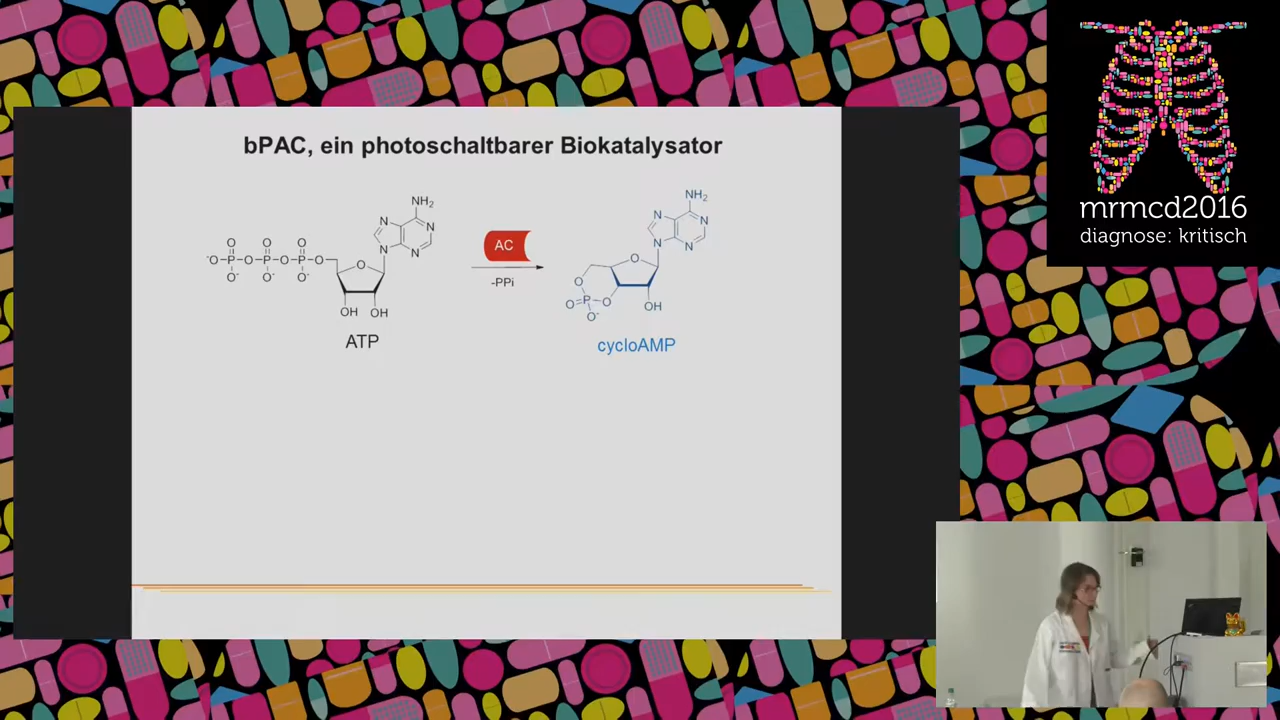 bPAC, ein photoschaltbarer Biokatalysator
NH₂
N
N
N
N
O
O
O
⁻O
P
O
P
O
P
O
O
O⁻
O⁻
O⁻
OH
OH
ATP
AC
-PPi
NH₂
N
N
N
N
O
O
O
P
O
O⁻
OH
cycloAMP
mrmcd2016
diagnose: kritisch